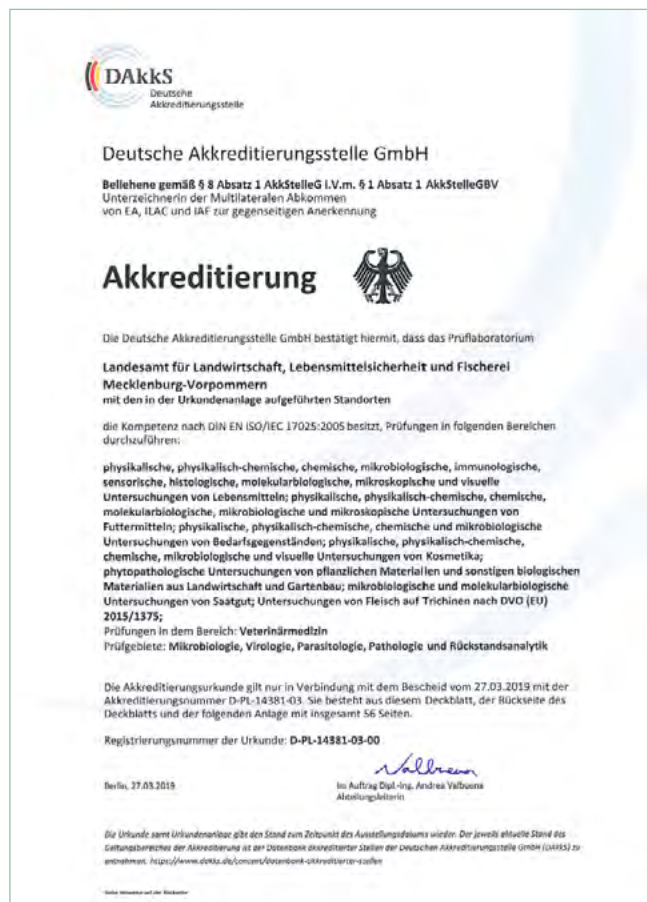 DAkkS
Deutsche
Akkreditierungsstelle
Deutsche Akkreditierungsstelle GmbH
Beliehene gemäß § 8 Absatz 1 AkkStelleG i.V.m. § 1 Absatz 1 AkkStelleGBV
Unterzeichnerin der Multilateralen Abkommen
von EA, ILAC und IAF zur gegenseitigen Anerkennung
Akkreditierung
Die Deutsche Akkreditierungsstelle GmbH bestätigt hiermit, dass das Prüflaboratorium
Landesamt für Landwirtschaft, Lebensmittelsicherheit und Fischerei
Mecklenburg-Vorpommern
mit den in der Urkundenanlage aufgeführten Standorten
die Kompetenz nach DIN EN ISO/IEC 17025:2005 besitzt, Prüfungen in folgenden Bereichen
durchzuführen:
physikalische, physikalisch-chemische, chemische, mikrobiologische, immunologische,
sensorische, histologische, molekularbiologische, mikroskopische und visuelle
Untersuchungen von Lebensmitteln; physikalische, physikalisch-chemische, chemische,
molekularbiologische, mikrobiologische und mikroskopische Untersuchungen von
Futtermitteln; physikalische, physikalisch-chemische, chemische und mikrobiologische
Untersuchungen von Bedarfsgegenständen; physikalische, physikalisch-chemische,
chemische, mikrobiologische und visuelle Untersuchungen von Kosmetika;
phytopathologische Untersuchungen von pflanzlichen Materialien und sonstigen biologischen
Materialien aus Landwirtschaft und Gartenbau; mikrobiologische und molekularbiologische
Untersuchungen von Saatgut; Untersuchungen von Fleisch auf Trichinen nach DVO (EU)
2015/1375;
Prüfungen in dem Bereich: Veterinärmedizin
Prüfgebiete: Mikrobiologie, Virologie, Parasitologie, Pathologie und Rückstandsanalytik
Die Akkreditierungsurkunde gilt nur in Verbindung mit dem Bescheid vom 27.03.2019 mit der
Akkreditierungsnummer D-PL-14381-03. Sie besteht aus diesem Deckblatt, der Rückseite des
Deckblatts und der folgenden Anlage mit insgesamt 56 Seiten.
Registrierungsnummer der Urkunde: D-PL-14381-03-00
Valbuena
Berlin, 27.03.2019
Im Auftrag Dipl.-Ing. Andrea Valbuena
Abteilungsleiterin
Die Urkunde samt Urkundenanlage gibt den Stand zum Zeitpunkt des Ausstellungsdatums wieder. Der jeweils aktuelle Stand des
Geltungsbereiches der Akkreditierung ist der Datenbank akkreditierter Stellen der Deutschen Akkreditierungsstelle GmbH (DAkkS) zu
entnehmen. https://www.dakks.de/content/datenbank-akkreditierter-stellen
Siehe Hinweise auf der Rückseite